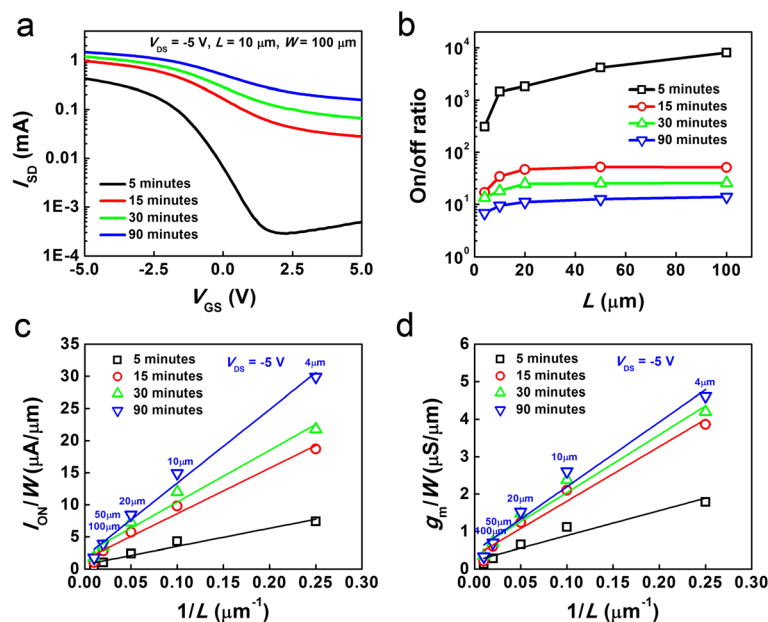 a
V_DS = -5 V, L = 10 μm, W = 100 μm
1
0.1
0.01
1E-3
1E-4
I_SD (mA)
5 minutes
15 minutes
30 minutes
90 minutes
-5.0 -2.5 0.0 2.5 5.0
V_GS (V)
b
10^4
10^3
10^2
10^1
10^0
On/off ratio
5 minutes
15 minutes
30 minutes
90 minutes
0 20 40 60 80 100
L (μm)
c
35
30
25
20
15
10
5
0
I_ON/W (μA/μm)
5 minutes
15 minutes
30 minutes
90 minutes
V_DS = -5 V
4μm
10μm
20μm
50μm
100μm
0.00 0.05 0.10 0.15 0.20 0.25 0.30
1/L (μm^-1)
d
6
5
4
3
2
1
0
g_m/W (μS/μm)
5 minutes
15 minutes
30 minutes
90 minutes
V_DS = -5 V
4μm
10μm
20μm
50μm
100μm
0.00 0.05 0.10 0.15 0.20 0.25 0.30
1/L (μm^-1)